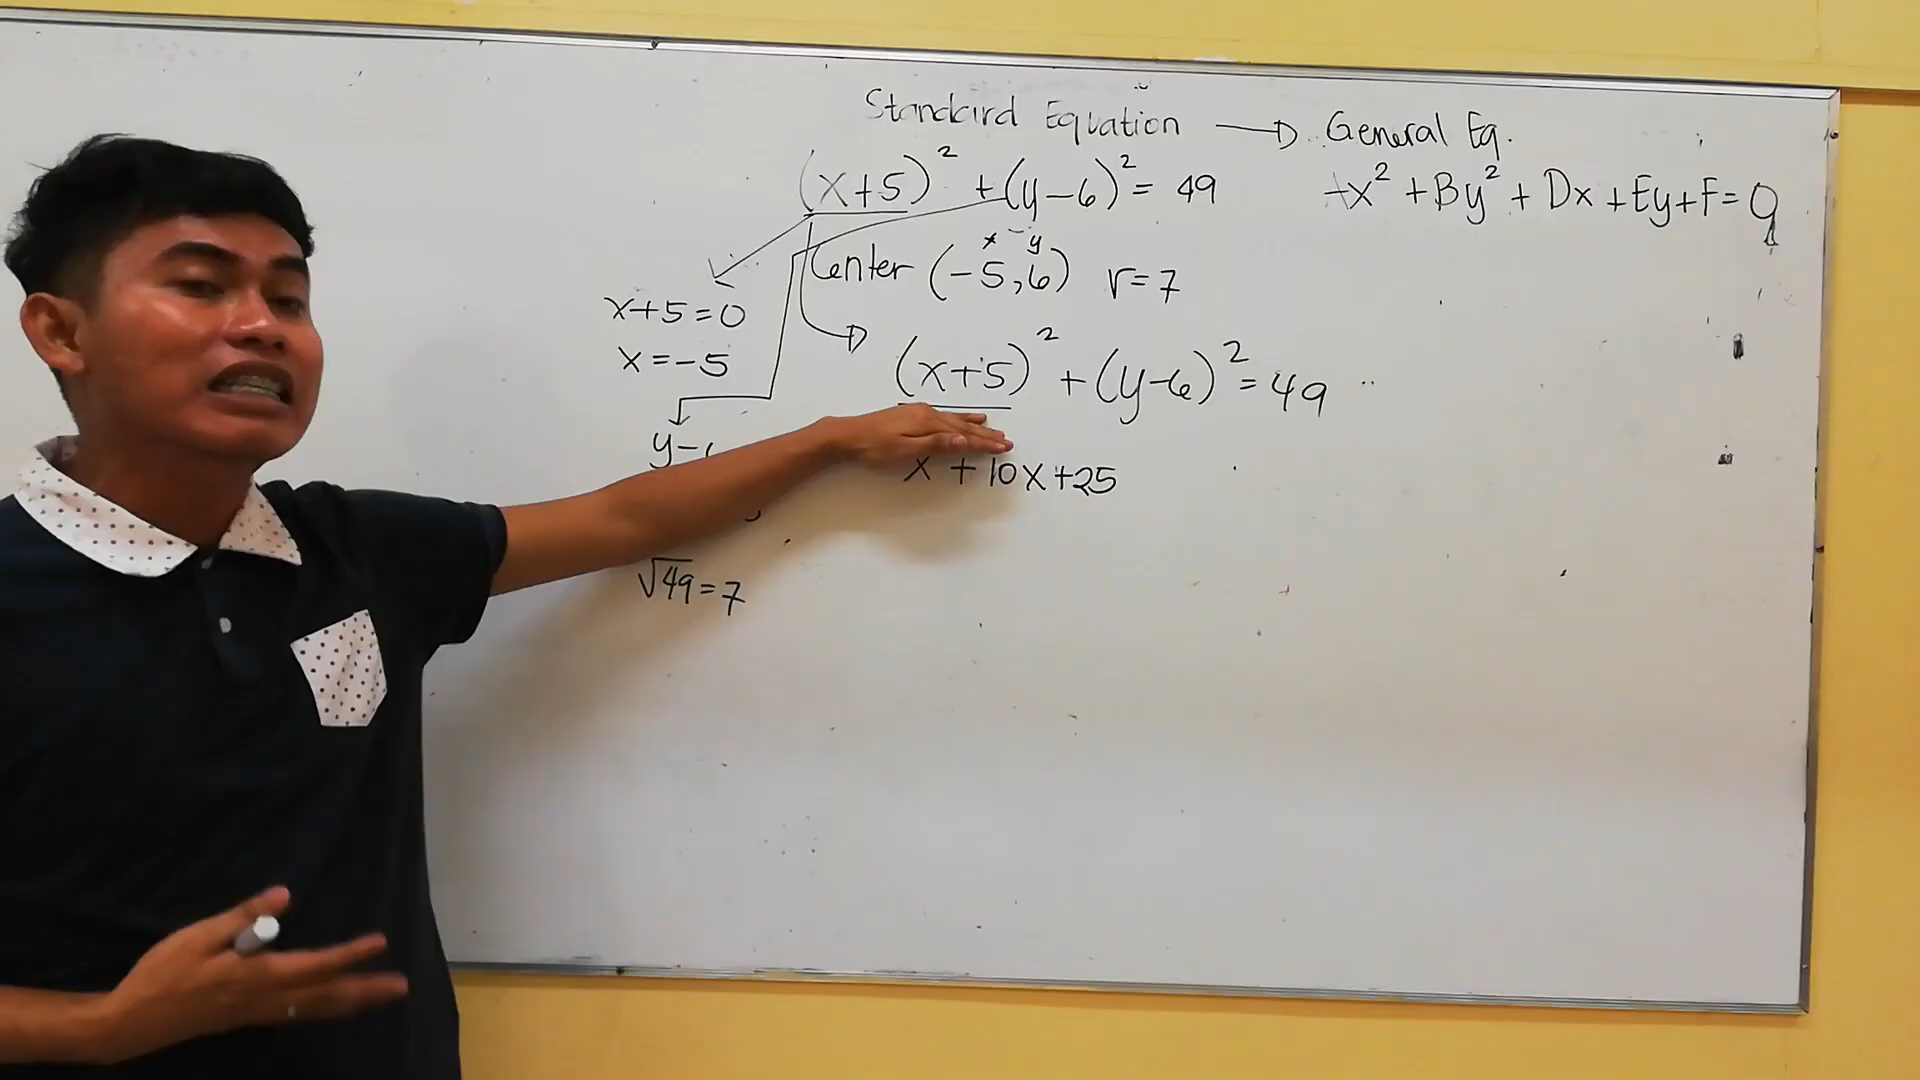 Standard Equation → General Eq.
(x+5)² + (y-6)² = 49
x² + By² + Dx + Ey + F = 0
x y
Center (-5, 6) r = 7
x+5=0
x=-5
(x+5)² + (y-6)² = 49
y-
x + 10x + 25
√49 = 7